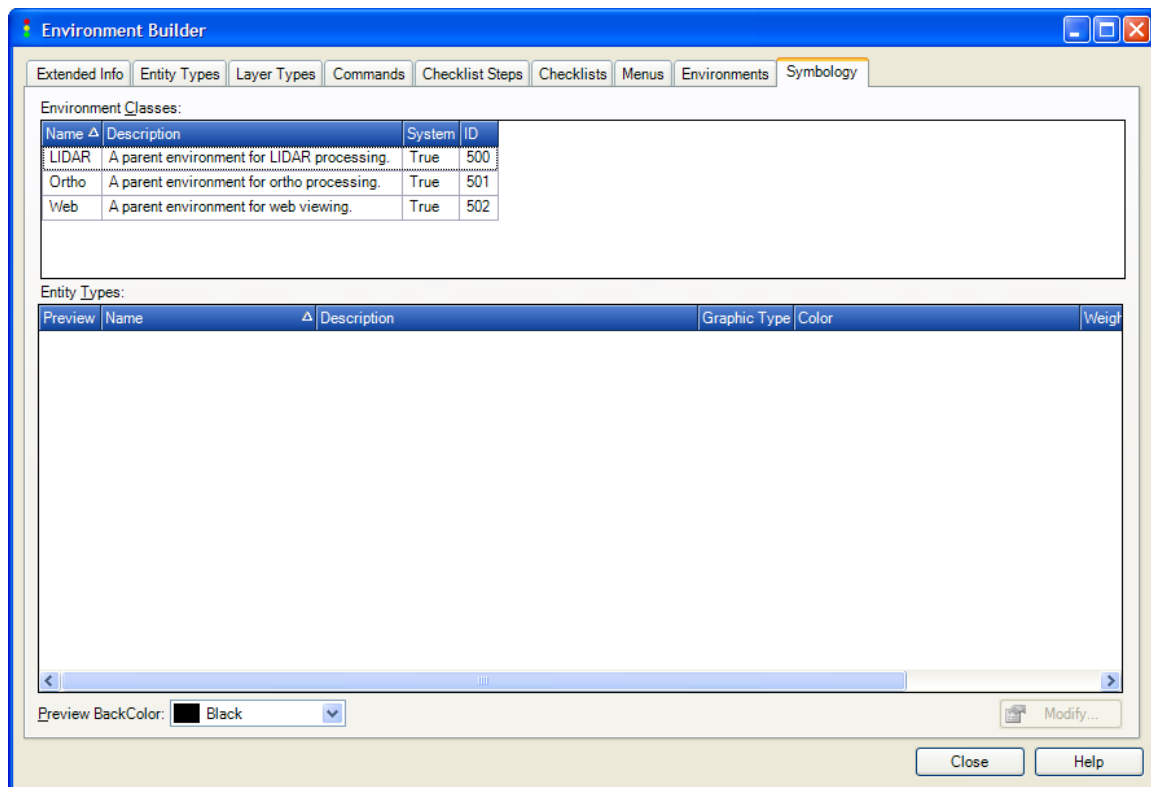 Environment Builder
Extended Info Entity Types Layer Types Commands Checklist Steps Checklists Menus Environments Symbology
Environment Classes:
Name Description System ID
LIDAR A parent environment for LIDAR processing. True 500
Ortho A parent environment for ortho processing. True 501
Web A parent environment for web viewing. True 502
Entity Types:
Preview Name Description Graphic Type Color Weigh
Preview BackColor: Black Modify...
Close Help